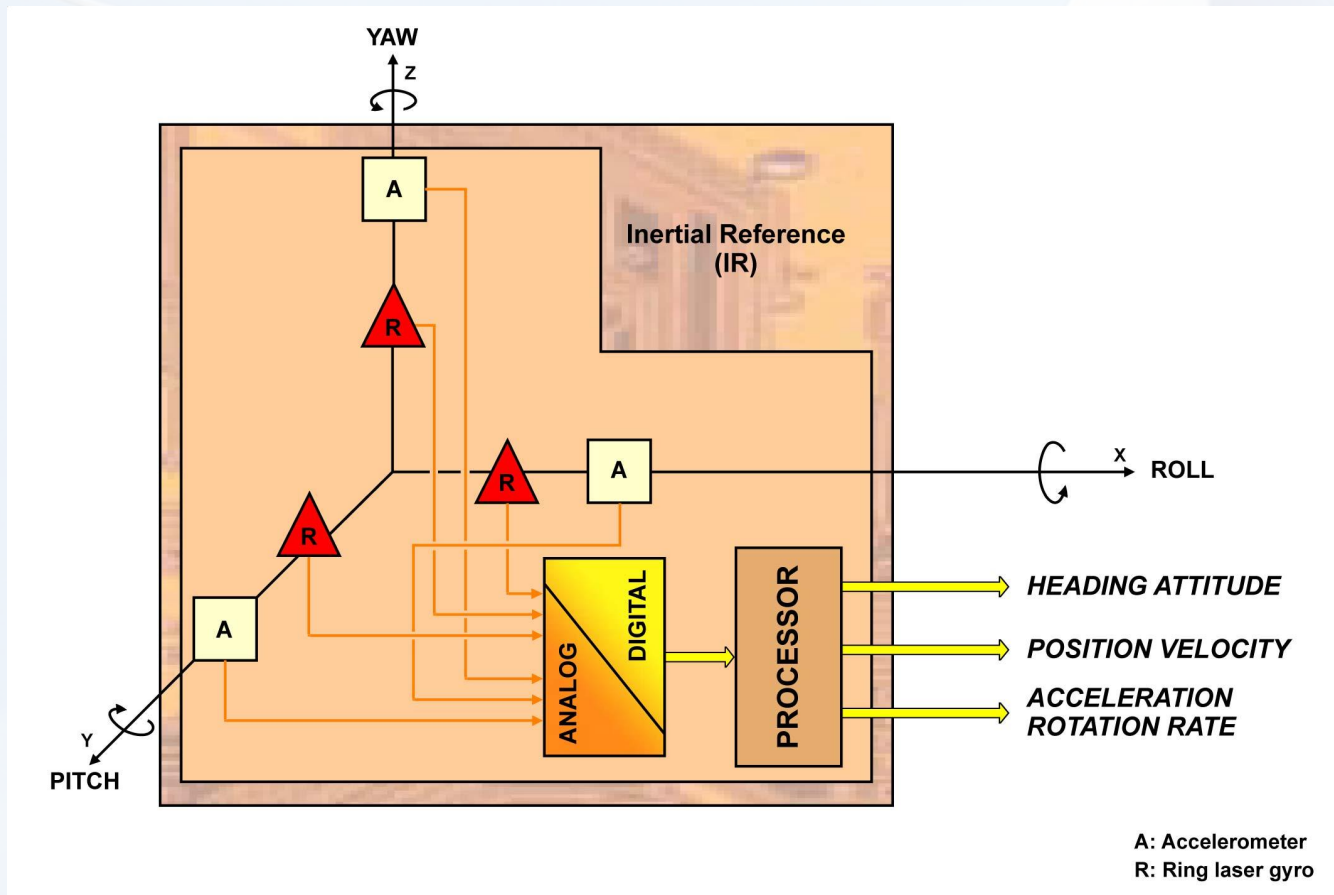 YAW
Z
A
Inertial Reference
(IR)
R
X
ROLL
R
A
R
A
ANALOG
DIGITAL
PROCESSOR
HEADING ATTITUDE
POSITION VELOCITY
ACCELERATION
ROTATION RATE
Y
PITCH
A: Accelerometer
R: Ring laser gyro